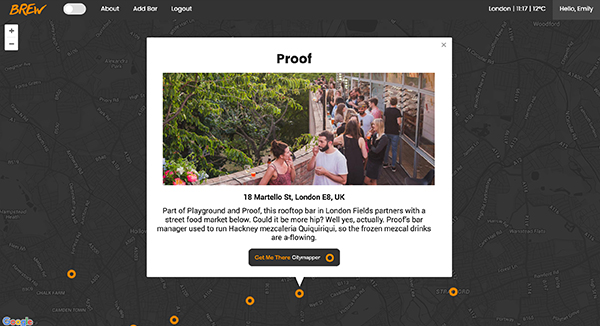 BREW
About
Add Bar
Logout
London | 11:17 | 12°C
Hello, Emily
+
−
×
Proof
18 Martello St, London E8, UK
Part of Playground and Proof, this rooftop bar in London Fields partners with a
street food market below. Could it be more hip? Well yes, actually. Proof's bar
manager used to run Hackney mezcaleria Quiquiriqui, so the frozen mezcal drinks
are a-flowing.
Get Me There Citymapper
STRATFORD
CAMDEN TOWN
Google